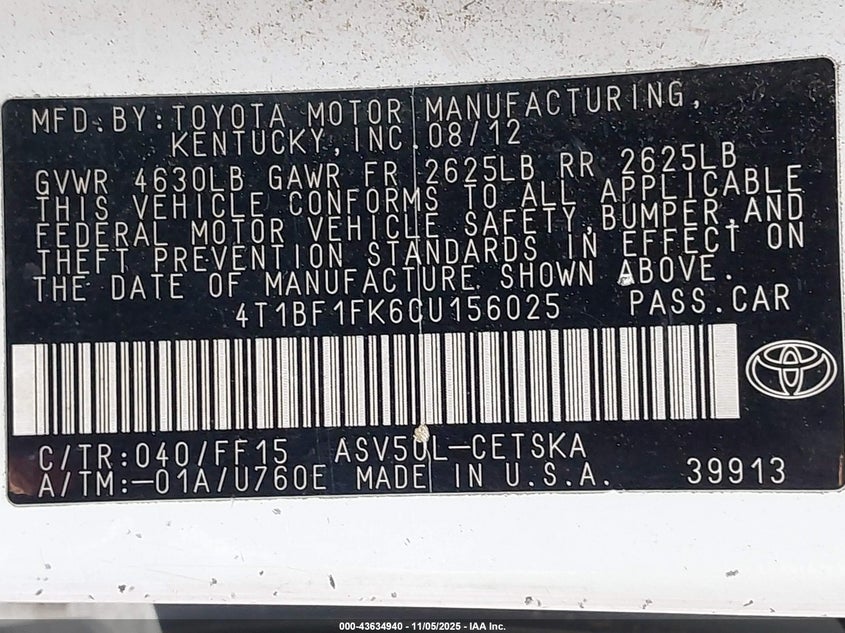 MFD.BY:TOYOTA MOTOR MANUFACTURING,
KENTUCKY,INC.08/12
GVWR 4630LB GAWR FR 2625LB RR 2625LB
THIS VEHICLE CONFORMS TO ALL APPLICABLE
FEDERAL MOTOR VEHICLE SAFETY,BUMPER,AND
THEFT PREVENTION STANDARDS IN EFFECT ON
THE DATE OF MANUFACTURE SHOWN ABOVE.
4T1BF1FK6CU156025 PASS.CAR
C/TR:040/FF15 ASV50L-CETSKA
A/TM:-01A/U760E MADE IN U.S.A. 39913
000-43634940 - 11/05/2025 - IAA Inc.